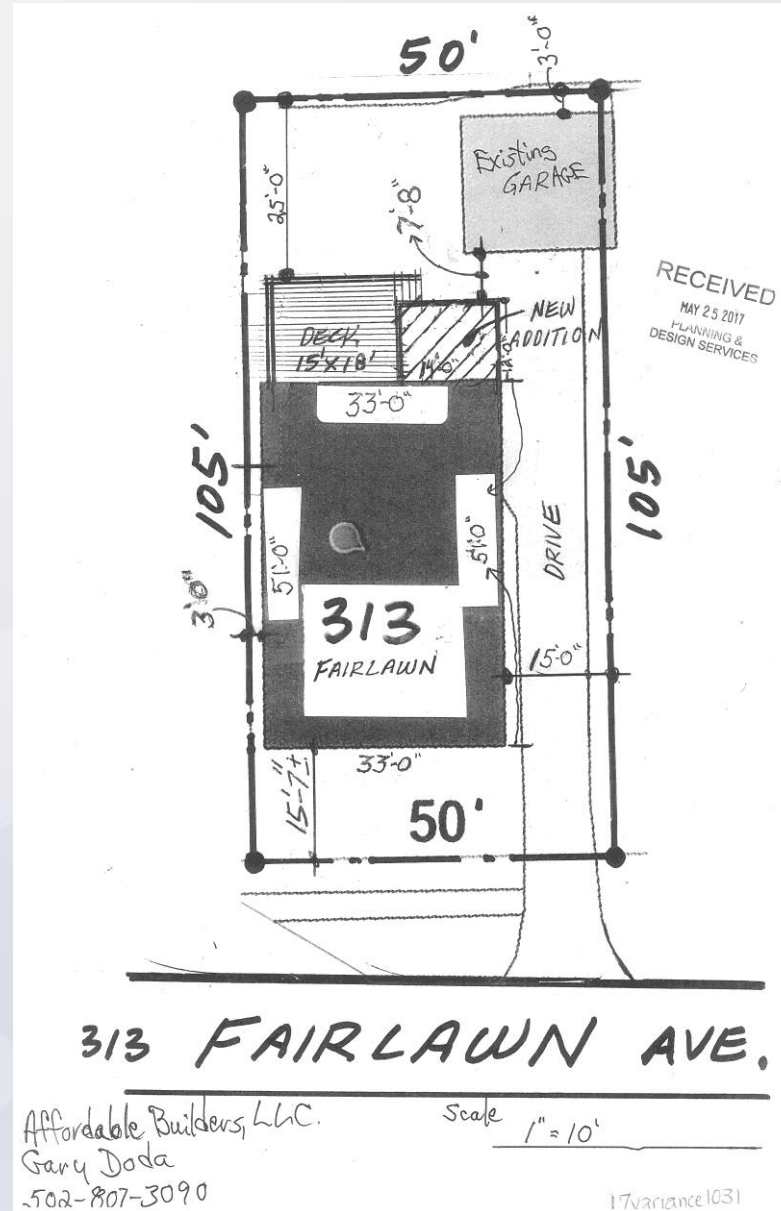 50'
3'-0"
Existing
GARAGE
25'-0"
7'-8"
RECEIVED
MAY 25 2017
PLANNING &
DESIGN SERVICES
NEW
ADDITION
DECK
15'X18'
14'-0"
33'-0"
105'
105'
51'-0"
51'-0"
DRIVE
3'0"
313
FAIRLAWN
15'-0"
33'-0"
15'-7"±
50'
313 FAIRLAWN AVE.
Affordable Builders, LLC.
Scale
1" = 10'
Gary Doda
502-807-3090
17variance1031